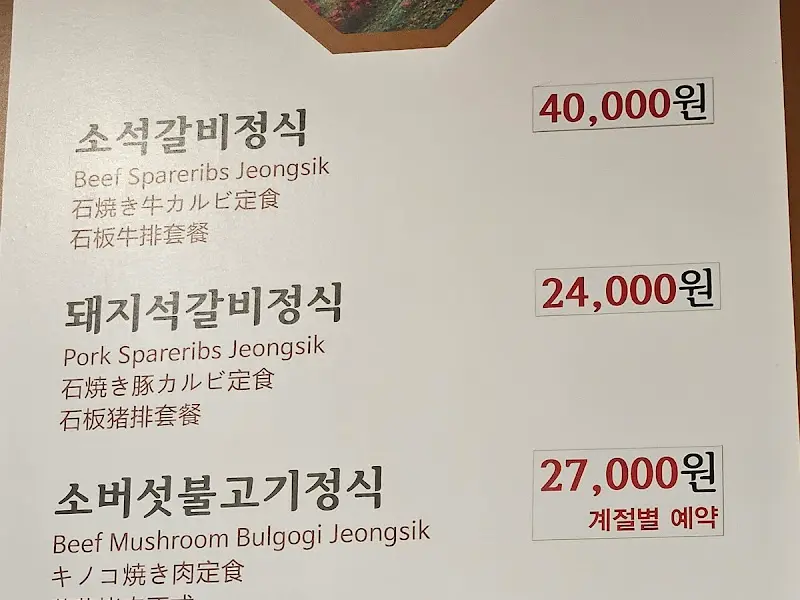 소석갈비정식 40,000원
Beef Spareribs Jeongsik
石焼き牛カルビ定食
石板牛排套餐
돼지석갈비정식 24,000원
Pork Spareribs Jeongsik
石焼き豚カルビ定食
石板猪排套餐
소버섯불고기정식 27,000원
계절별 예약
Beef Mushroom Bulgogi Jeongsik
キノコ焼き肉定食